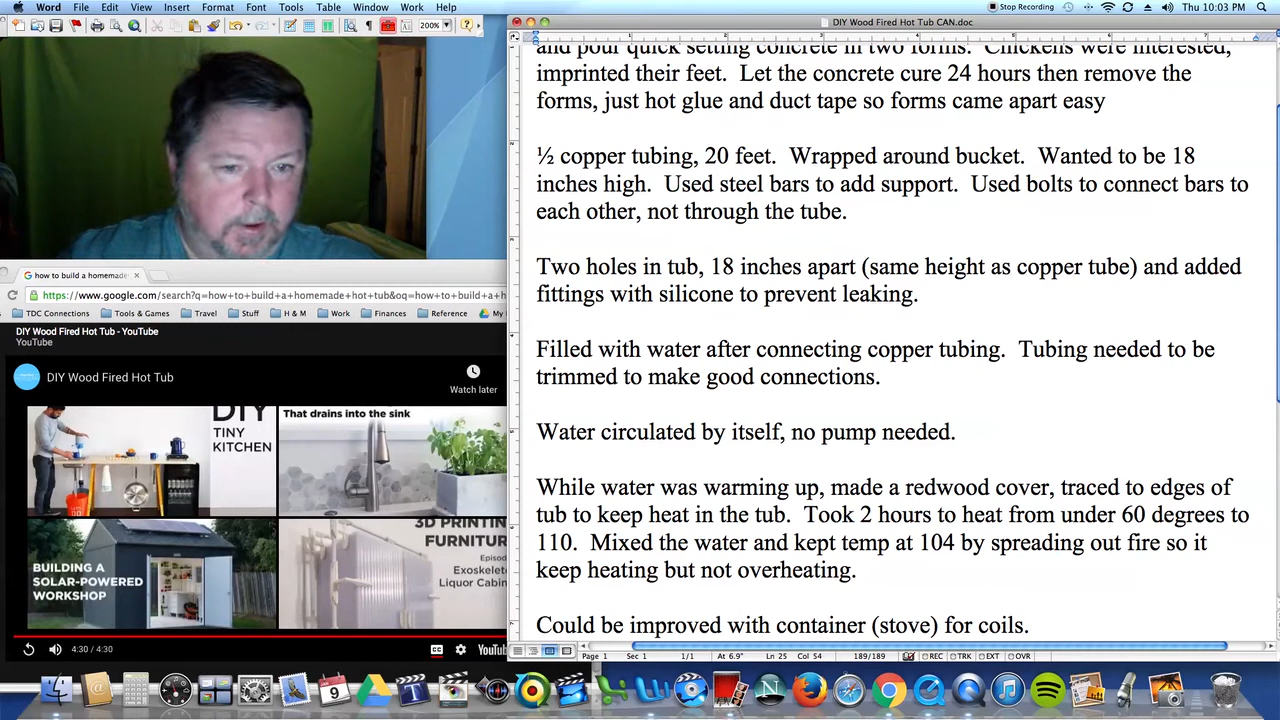 Word File Edit View Insert Format Font Tools Table Window Work Help
Stop Recording Thu 10:03 PM
200%
DIY Wood Fired Hot Tub CAN.doc
and pour quick setting concrete in two forms. Chickens were interested,
imprinted their feet. Let the concrete cure 24 hours then remove the
forms, just hot glue and duct tape so forms came apart easy
½ copper tubing, 20 feet. Wrapped around bucket. Wanted to be 18
inches high. Used steel bars to add support. Used bolts to connect bars to
each other, not through the tube.
Two holes in tub, 18 inches apart (same height as copper tube) and added
fittings with silicone to prevent leaking.
Filled with water after connecting copper tubing. Tubing needed to be
trimmed to make good connections.
Water circulated by itself, no pump needed.
While water was warming up, made a redwood cover, traced to edges of
tub to keep heat in the tub. Took 2 hours to heat from under 60 degrees to
110. Mixed the water and kept temp at 104 by spreading out fire so it
keep heating but not overheating.
Could be improved with container (stove) for coils.
Page 1 Sec 1 1/1 At 6.9" Ln 25 Col 54 189/189 REC TRK EXT OVR
how to build a homemade
https://www.google.com/search?q=how+to+build+a+homemade+hot+tub&oq=how+to+build+a+h
TDC Connections Tools & Games Travel Stuff H & M Work Finances Reference My
DIY Wood Fired Hot Tub - YouTube
YouTube
DIY Wood Fired Hot Tub
Watch later
DIY
TINY
KITCHEN
That drains into the sink
BUILDING A
SOLAR-POWERED
WORKSHOP
3D PRINTING
FURNITURE
Episod
Exoskelet
Liquor Cabin
4:30 / 4:30 CC YouTu